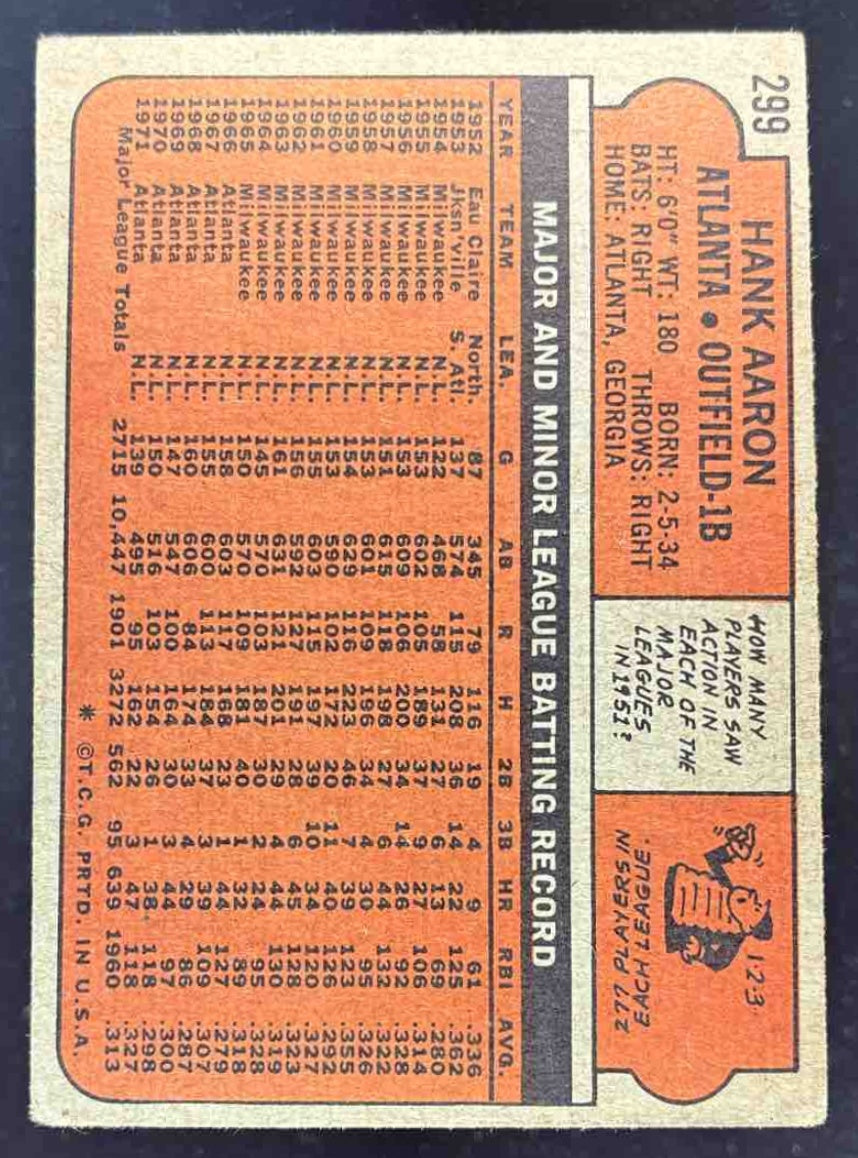 299
HANK AARON
ATLANTA • OUTFIELD-1B
HT: 6'0" WT: 180 BORN: 2-5-34
BATS: RIGHT THROWS: RIGHT
HOME: ATLANTA, GEORGIA
HOW MANY
PLAYERS SAW
ACTION IN
EACH OF THE
MAJOR
LEAGUES
IN 1951?
1-2-3
277 PLAYERS IN
EACH LEAGUE.
MAJOR AND MINOR LEAGUE BATTING RECORD
YEAR TEAM LEA. G AB R H 2B 3B HR RBI AVG.
1952 Eau Claire North. 87 345 79 116 19 4 9 61 .336
1953 Jksn'ville S. Atl. 137 574 115 208 36 14 22 125 .362
1954 Milwaukee N.L. 122 468 58 131 27 6 13 69 .280
1955 Milwaukee N.L. 153 602 105 189 37 9 27 106 .314
1956 Milwaukee N.L. 153 609 106 200 34 14 26 92 .328
1957 Milwaukee N.L. 151 615 118 198 27 6 44 132 .322
1958 Milwaukee N.L. 153 601 109 196 34 4 30 95 .326
1959 Milwaukee N.L. 154 629 116 223 46 7 39 123 .355
1960 Milwaukee N.L. 153 590 102 172 20 11 40 126 .292
1961 Milwaukee N.L. 155 603 115 197 39 10 34 120 .327
1962 Milwaukee N.L. 156 592 127 191 28 6 45 128 .323
1963 Milwaukee N.L. 161 631 121 201 29 4 44 130 .319
1964 Milwaukee N.L. 145 570 103 187 30 2 24 95 .328
1965 Milwaukee N.L. 150 570 109 181 40 1 32 89 .318
1966 Atlanta N.L. 158 603 117 168 23 1 44 127 .279
1967 Atlanta N.L. 155 600 113 184 37 3 39 109 .307
1968 Atlanta N.L. 160 606 84 174 33 4 29 86 .287
1969 Atlanta N.L. 147 547 100 164 30 3 44 97 .300
1970 Atlanta N.L. 150 516 103 154 26 1 38 118 .298
1971 Atlanta N.L. 139 495 95 162 22 3 47 118 .327
Major League Totals 2715 10,447 1901 3272 562 95 639 1960 .313
* ©T.C.G. PRTD. IN U.S.A.